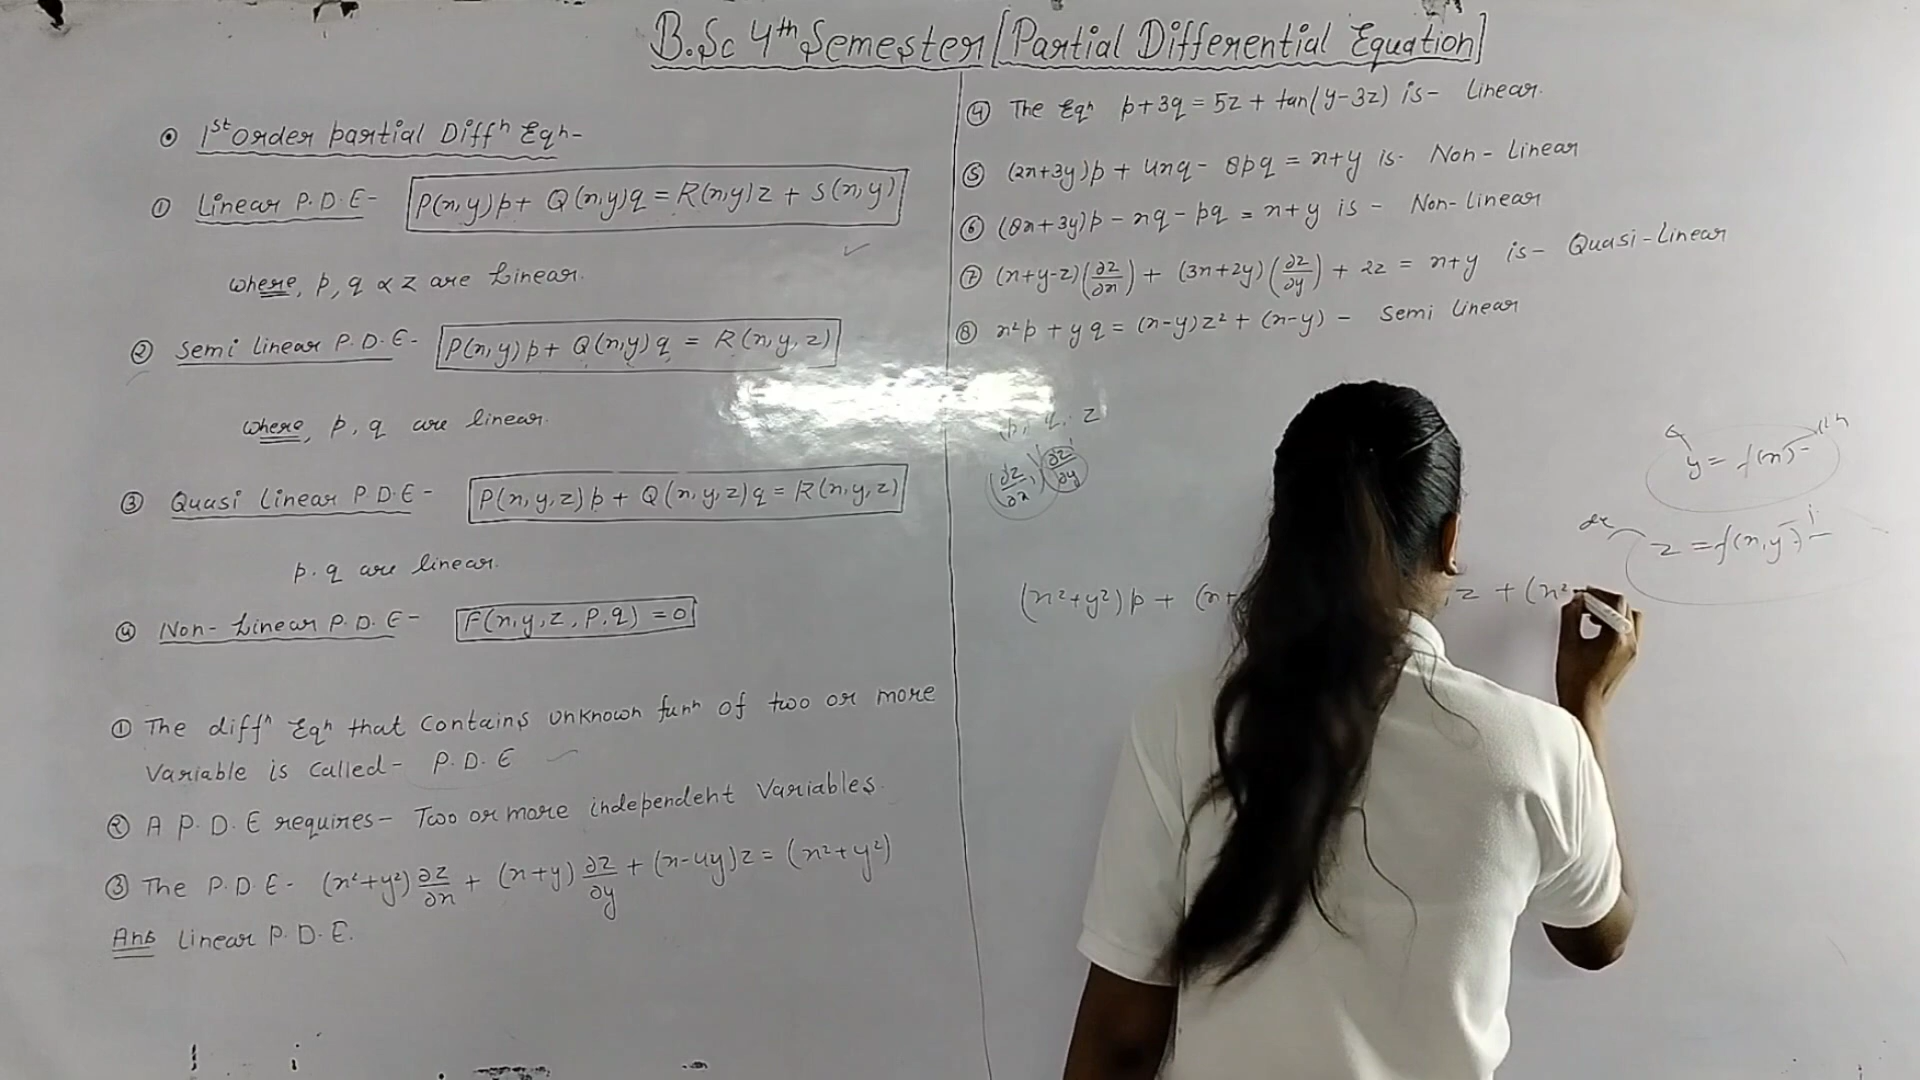 B.Sc 4th Semester [Partial Differential Equation]
⊙ 1st Order partial Diffn Eqn-
① Linear P.D.E- P(x,y)p + Q(x,y)q = R(x,y)z + S(x,y)
where, p, q & z are Linear.
② Semi linear P.D.E- P(x,y)p + Q(x,y)q = R(x,y,z)
where, p, q are linear.
③ Quasi Linear P.D.E- P(x,y,z)p + Q(x,y,z)q = R(x,y,z)
p.q are linear.
④ Non-Linear P.D.E- F(x,y,z,P,q) = 0
① The diffn Eqn that Contains Unknown funn of two or more
Variable is Called- P.D.E
② A P.D.E requires- Two or more independent Variables.
③ The P.D.E- (x²+y²) ∂z/∂x + (x+y) ∂z/∂y + (x-4y)z = (x²+y²)
Ans Linear P.D.E.
④ The Eqn p+3q = 5z + tan(y-3z) is- Linear.
⑤ (2x+3y)p + 4xq - 8pq = x+y is- Non-Linear
⑥ (8x+3y)p - xq - pq = x+y is- Non-linear
⑦ (x+y-z)(∂z/∂x) + (3x+2y)(∂z/∂y) + 2z = x+y is- Quasi-Linear
⑧ x²p + yq = (x-y)z² + (x-y) - Semi Linear
p, q, z
(∂z/∂x) (∂z/∂y)
y = f(x)-
z = f(x,y)-
(x²+y²)p + (x+ z + (x²